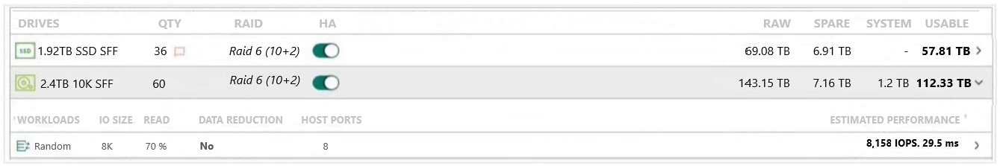 DRIVES QTY RAID HA RAW SPARE SYSTEM USABLE
SSD 1.92TB SSD SFF 36 Raid 6 (10+2) 69.08 TB 6.91 TB - 57.81 TB >
2.4TB 10K SFF 60 Raid 6 (10+2) 143.15 TB 7.16 TB 1.2 TB 112.33 TB
WORKLOADS IO SIZE READ DATA REDUCTION HOST PORTS ESTIMATED PERFORMANCE
Random 8K 70 % No 8 8,158 IOPS. 29.5 ms >